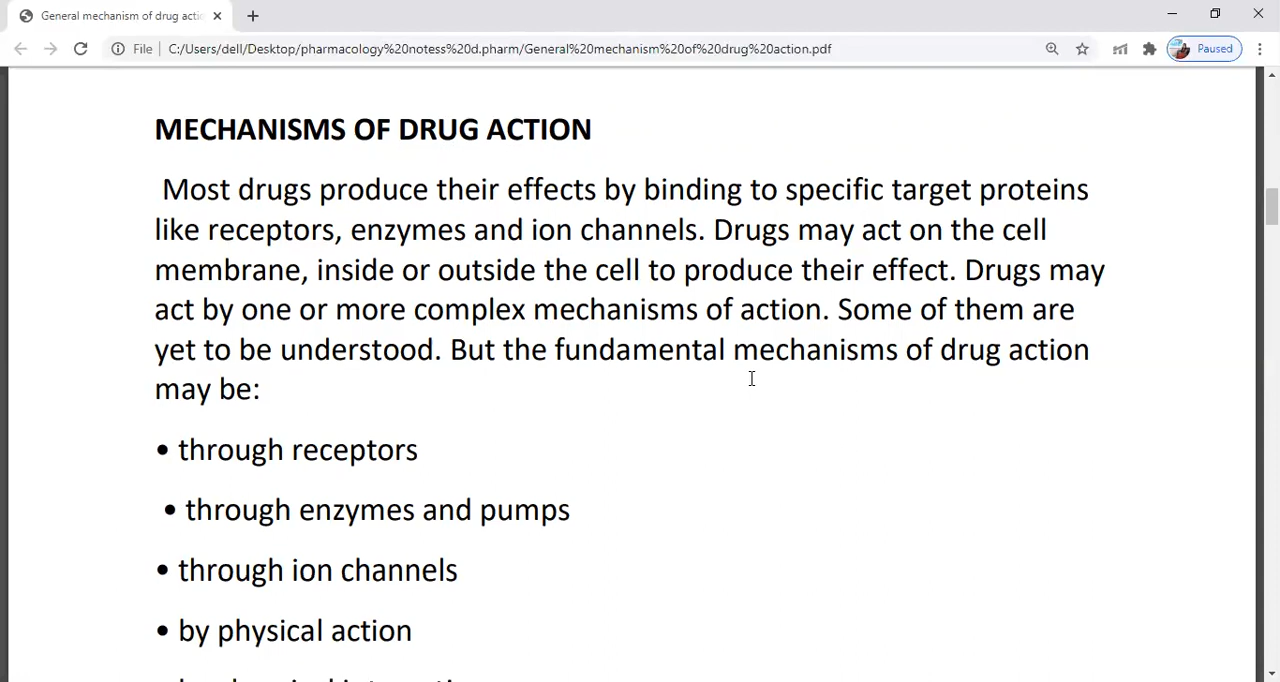 General mechanism of drug actio
File
C:/Users/dell/Desktop/pharmacology%20notess%20d.pharm/General%20mechanism%20of%20drug%20action.pdf
Paused
MECHANISMS OF DRUG ACTION
Most drugs produce their effects by binding to specific target proteins
like receptors, enzymes and ion channels. Drugs may act on the cell
membrane, inside or outside the cell to produce their effect. Drugs may
act by one or more complex mechanisms of action. Some of them are
yet to be understood. But the fundamental mechanisms of drug action
may be:
• through receptors
• through enzymes and pumps
• through ion channels
• by physical action